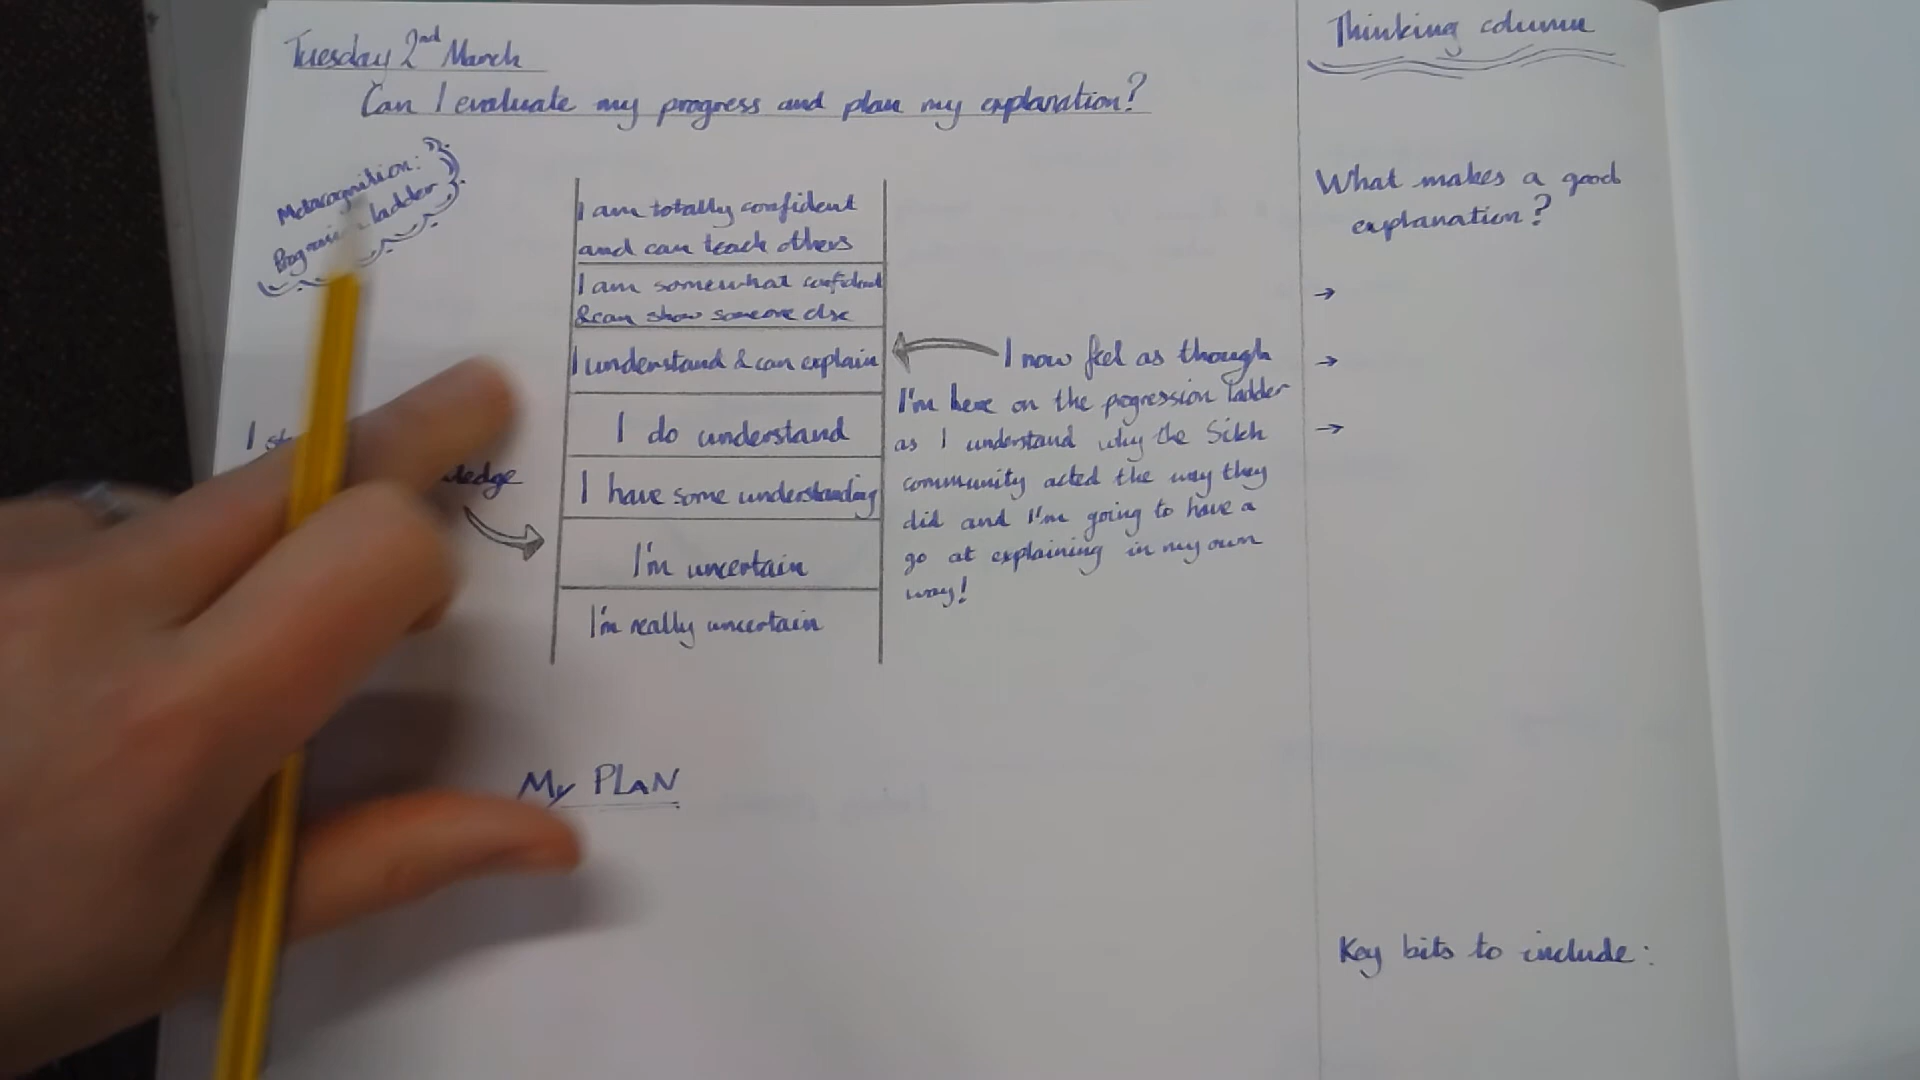 Tuesday 2nd March
Can I evaluate my progress and plan my explanation?
Metacognition:
ladder
I am totally confident
and can teach others
I am somewhat confident
& can show someone else
I understand & can explain
I do understand
I have some understanding
I'm uncertain
I'm really uncertain
I
I now feel as though
I'm here on the progression ladder
as I understand why the Sikh
community acted the way they
did and I'm going to have a
go at explaining in my own
way!
My PLAN
Thinking column
What makes a good
explanation?
→
→
→
Key bits to include: